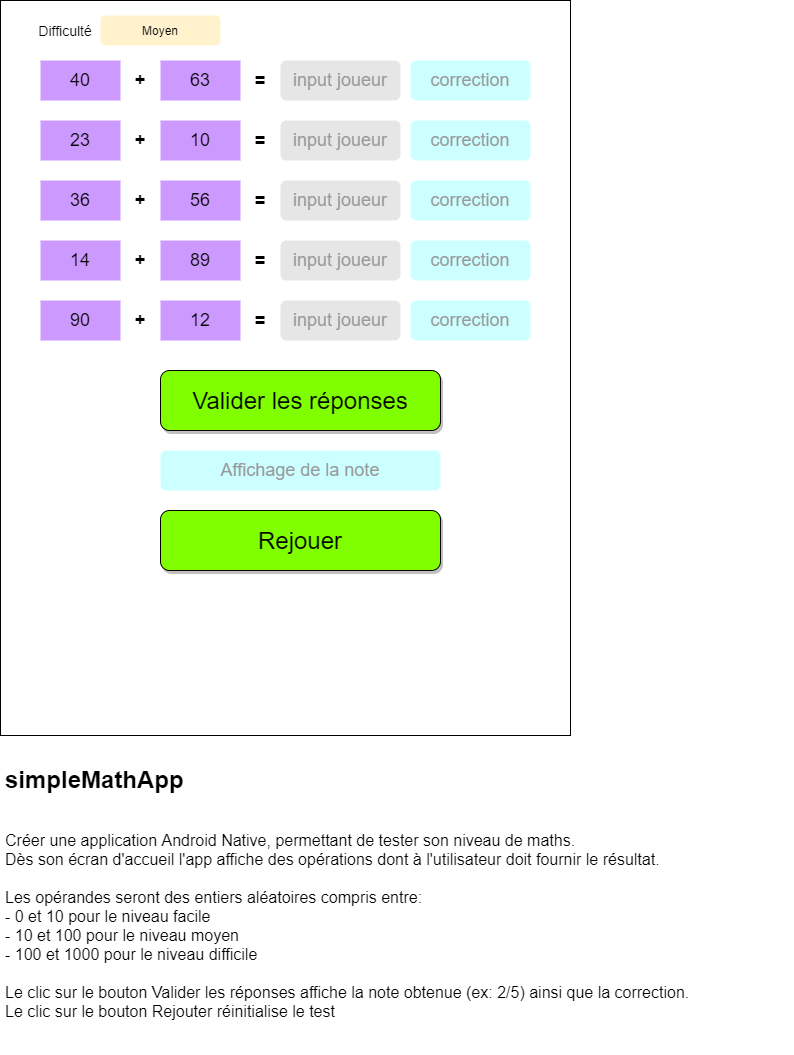 Difficulté Moyen
40 + 63 = input joueur correction
23 + 10 = input joueur correction
36 + 56 = input joueur correction
14 + 89 = input joueur correction
90 + 12 = input joueur correction
Valider les réponses
Affichage de la note
Rejouer
simpleMathApp
Créer une application Android Native, permettant de tester son niveau de maths.
Dès son écran d'accueil l'app affiche des opérations dont à l'utilisateur doit fournir le résultat.
Les opérandes seront des entiers aléatoires compris entre:
- 0 et 10 pour le niveau facile
- 10 et 100 pour le niveau moyen
- 100 et 1000 pour le niveau difficile
Le clic sur le bouton Valider les réponses affiche la note obtenue (ex: 2/5) ainsi que la correction.
Le clic sur le bouton Rejouter réinitialise le test